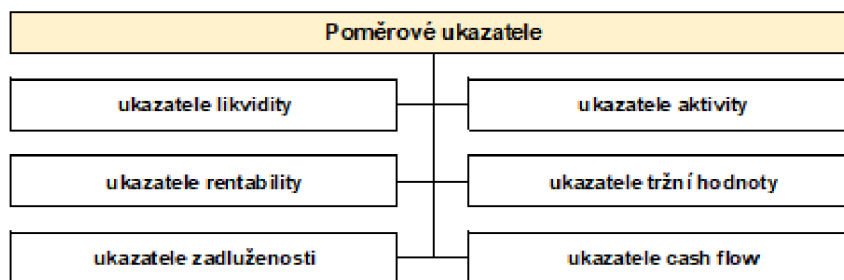 Poměrové ukazatele
ukazatele likvidity
ukazatele aktivity
ukazatele rentability
ukazatele tržní hodnoty
ukazatele zadluženosti
ukazatele cash flow